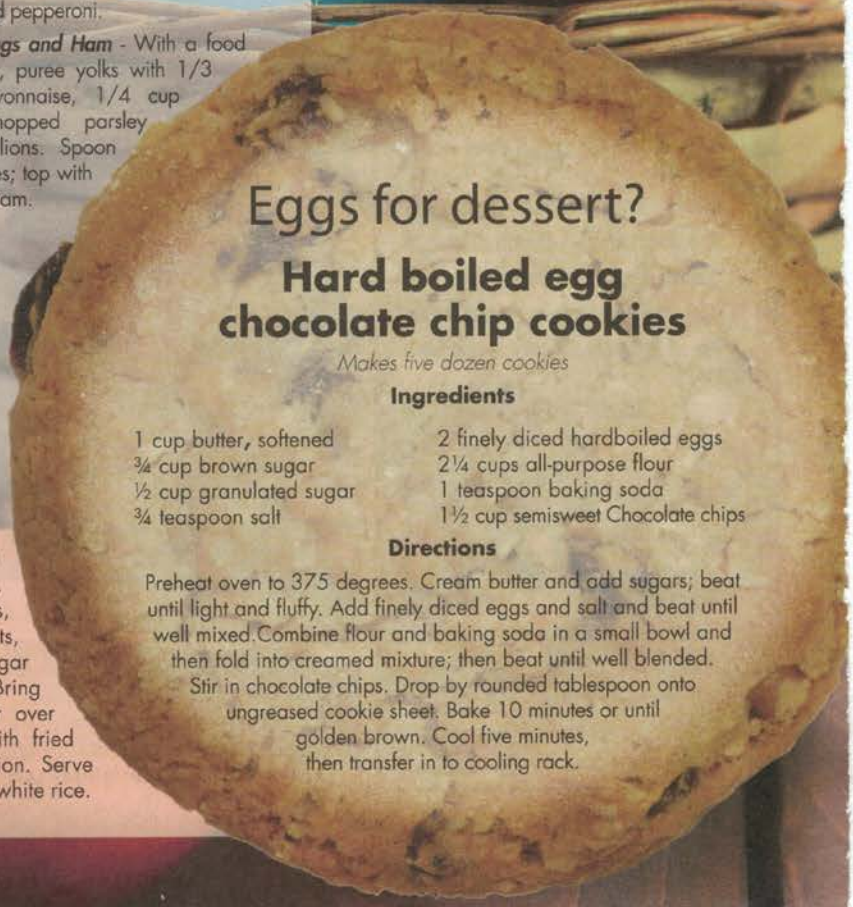 pepperoni.
gs and Ham - With a food
, puree yolks with 1/3
yonnaise, 1/4 cup
hopped parsley
lions. Spoon
s; top with
am.
Eggs for dessert?
Hard boiled egg
chocolate chip cookies
Makes five dozen cookies
Ingredients
1 cup butter, softened
¾ cup brown sugar
½ cup granulated sugar
¾ teaspoon salt
2 finely diced hardboiled eggs
2¼ cups all-purpose flour
1 teaspoon baking soda
1½ cup semisweet Chocolate chips
Directions
Preheat oven to 375 degrees. Cream butter and add sugars; beat
until light and fluffy. Add finely diced eggs and salt and beat until
well mixed.Combine flour and baking soda in a small bowl and
then fold into creamed mixture; then beat until well blended.
Stir in chocolate chips. Drop by rounded tablespoon onto
ungreased cookie sheet. Bake 10 minutes or until
golden brown. Cool five minutes,
then transfer in to cooling rack.
s,
ts,
gar
Bring
over
ith fried
on. Serve
white rice.